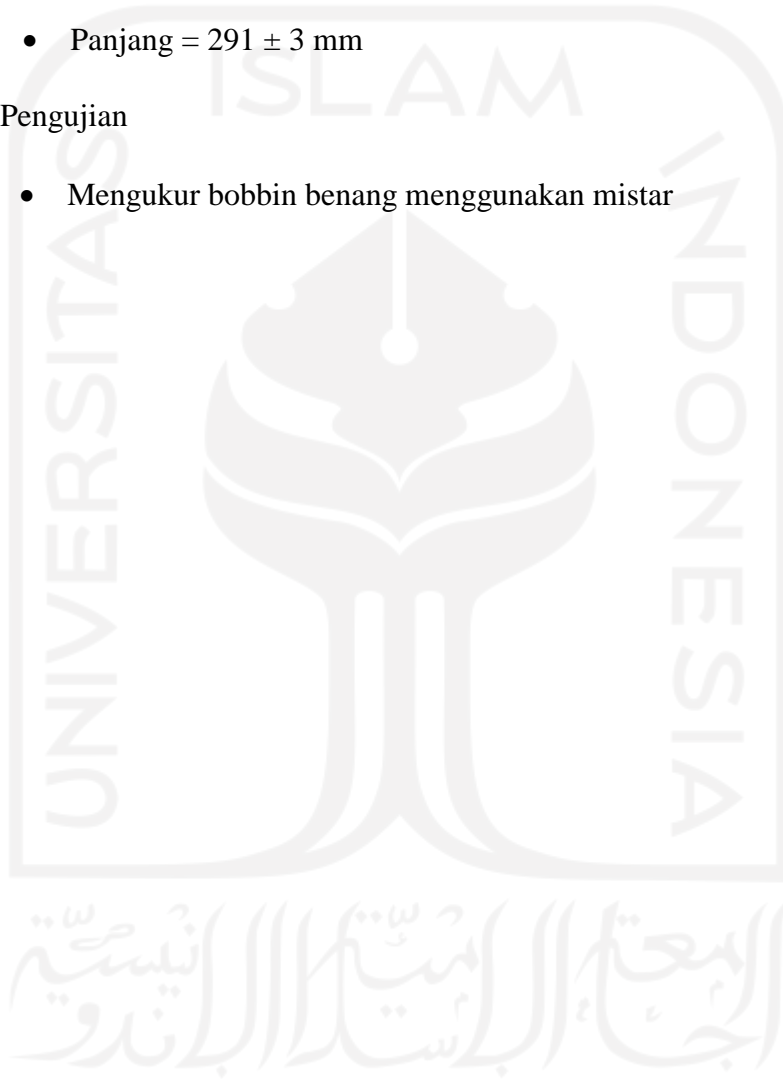 • Panjang = 291 ± 3 mm
ISLAM
Pengujian
• Mengukur bobbin benang menggunakan mistar
UNIVERSITAS
INDONESIA